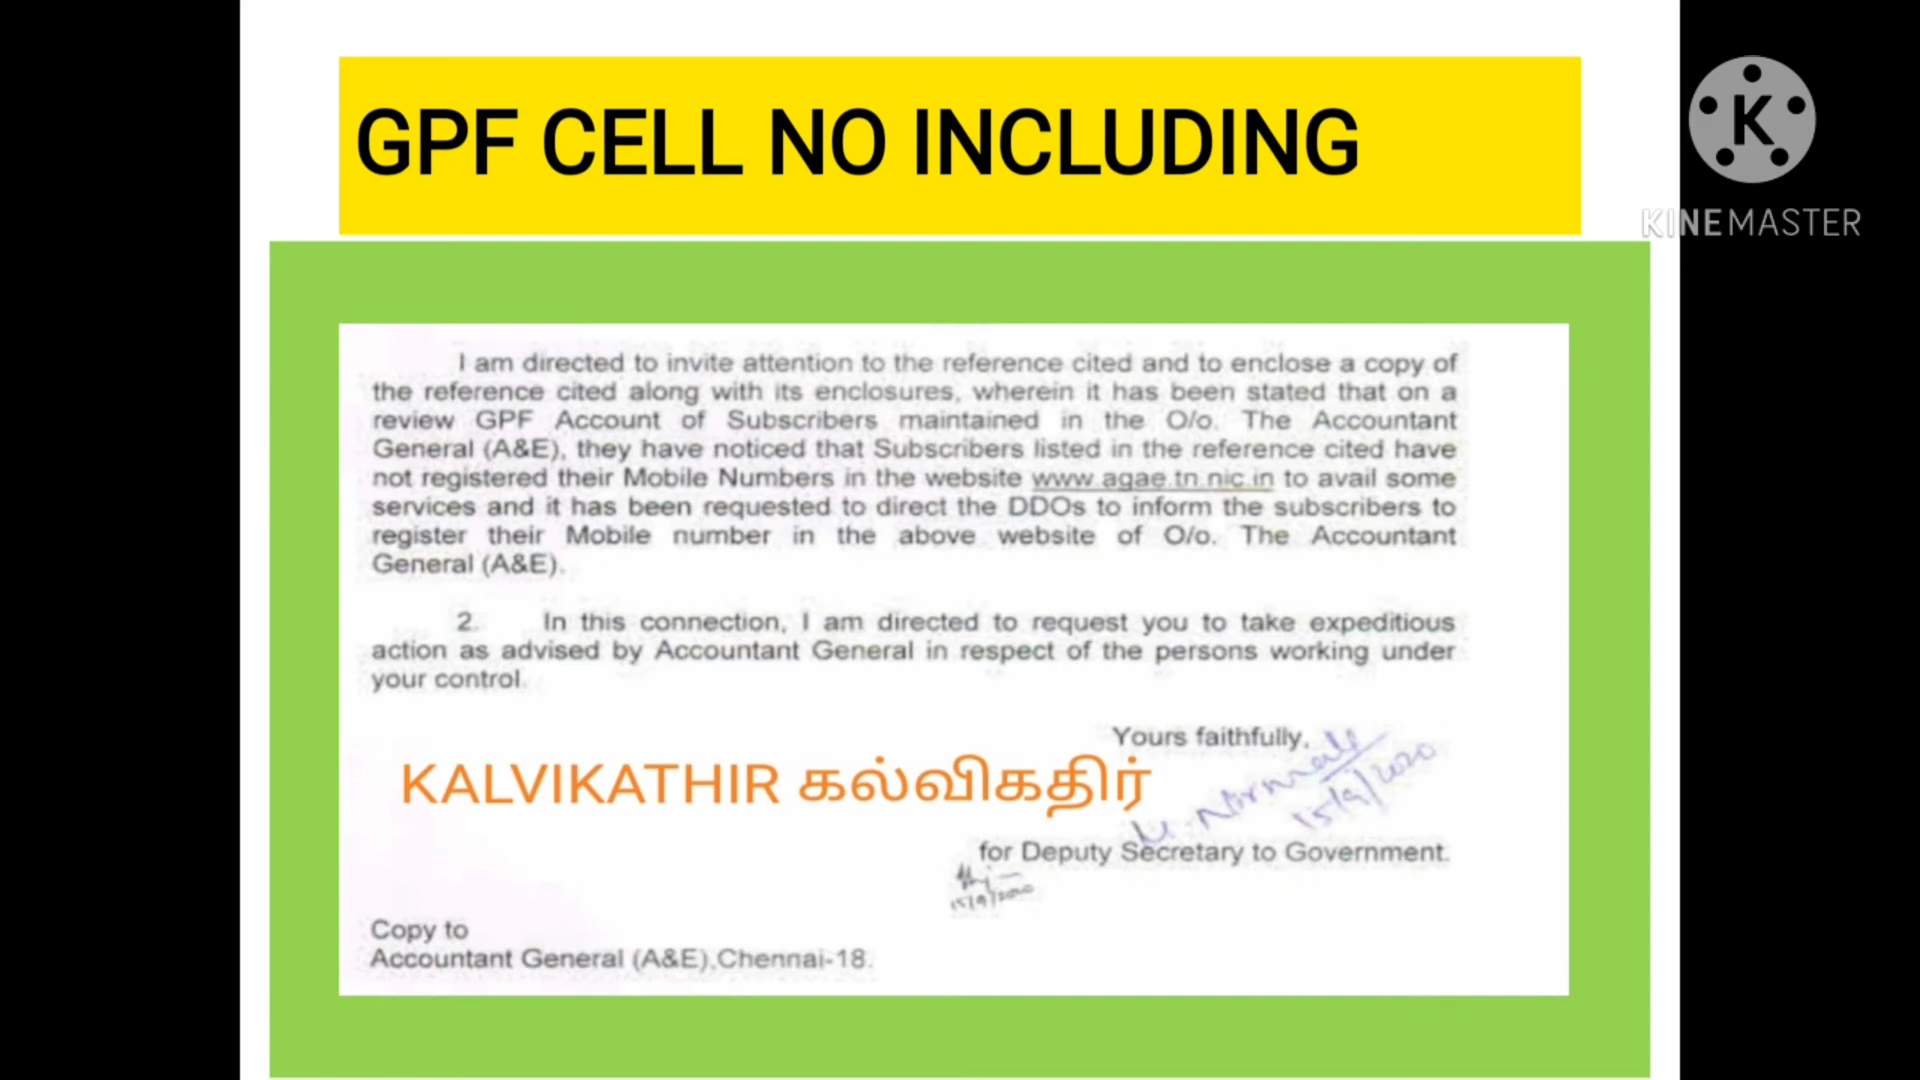 GPF CELL NO INCLUDING
K
KINEMASTER
I am directed to invite attention to the reference cited and to enclose a copy of
the reference cited along with its enclosures, wherein it has been stated that on a
review GPF Account of Subscribers maintained in the O/o. The Accountant
General (A&E), they have noticed that Subscribers listed in the reference cited have
not registered their Mobile Numbers in the website www.agae.tn.nic.in to avail some
services and it has been requested to direct the DDOs to inform the subscribers to
register their Mobile number in the above website of O/o. The Accountant
General (A&E).
2. In this connection, I am directed to request you to take expeditious
action as advised by Accountant General in respect of the persons working under
your control.
Yours faithfully,
KALVIKATHIR கல்விகதிர்
15/9/2020
for Deputy Secretary to Government.
15/9/2020
Copy to
Accountant General (A&E),Chennai-18.